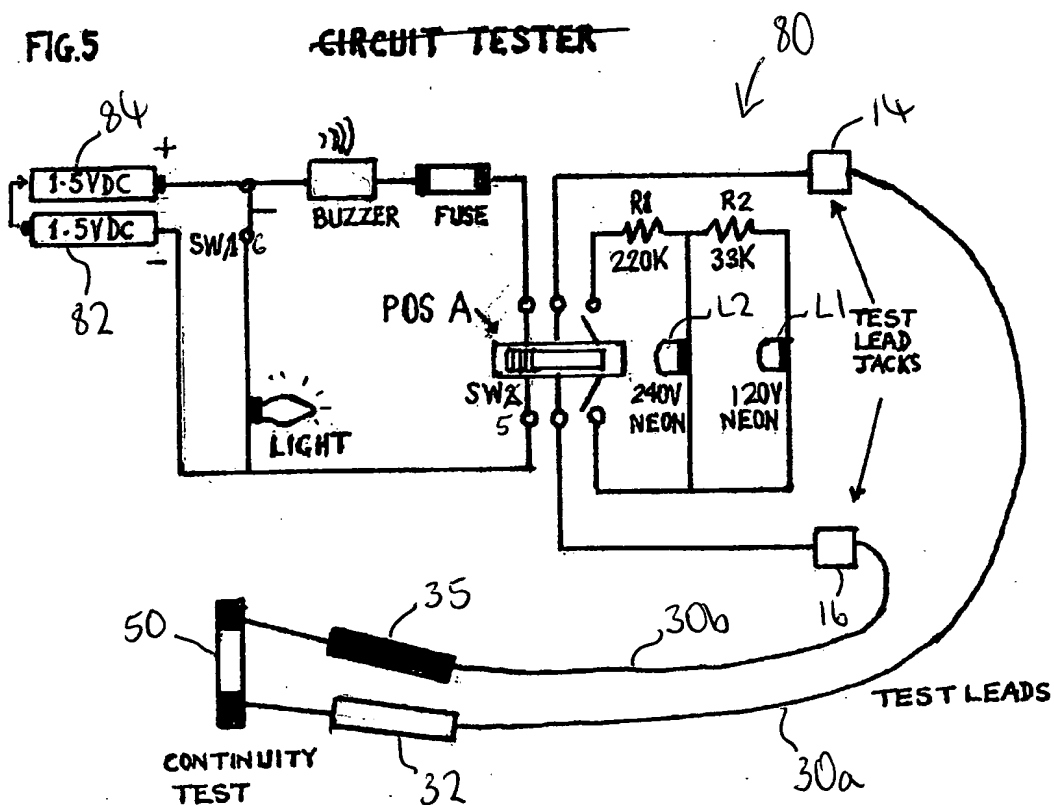 FIG.5
CIRCUIT TESTER
80
84
14
+
1.5VDC
1.5VDC
−
82
BUZZER
FUSE
R1
220K
R2
33K
SW1
6
POS A
L2
L1
TEST
LEAD
JACKS
SW2
5
240V
NEON
120V
NEON
LIGHT
16
50
35
30b
TEST LEADS
CONTINUITY
TEST
32
30a